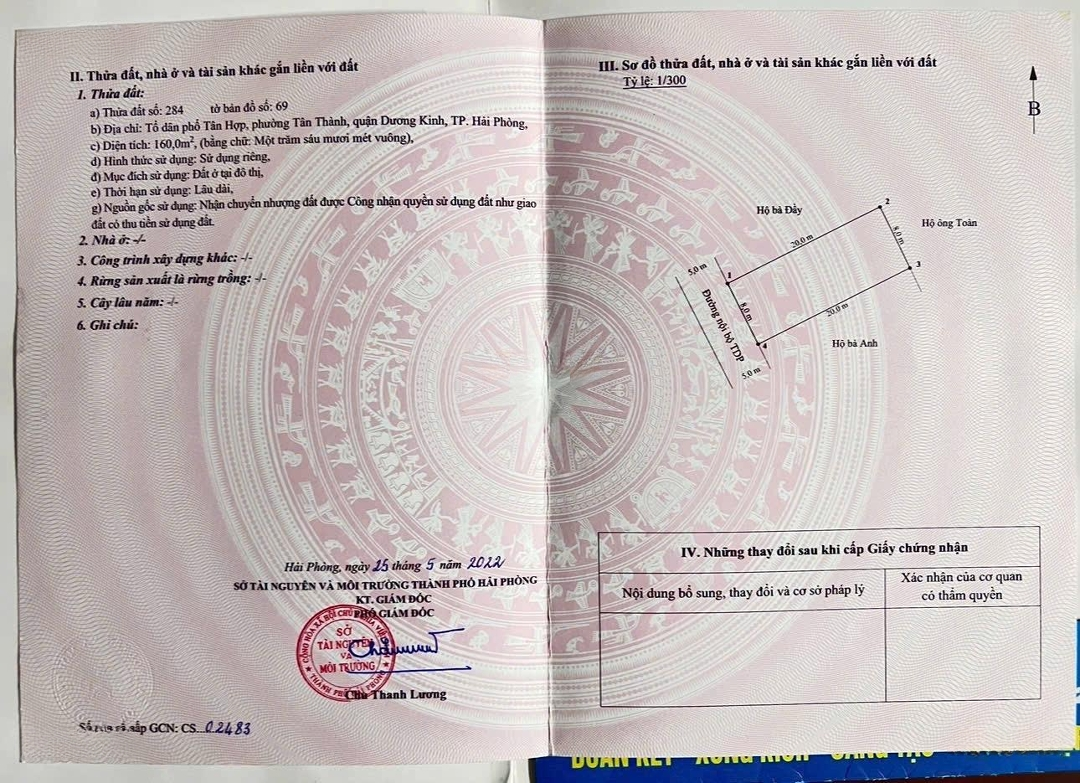 II. Thửa đất, nhà ở và tài sản khác gắn liền với đất
1. Thửa đất:
a) Thửa đất số: 284 tờ bản đồ số: 69
b) Địa chỉ: Tổ dân phố Tân Hợp, phường Tân Thành, quận Dương Kinh, TP. Hải Phòng,
c) Diện tích: 160,0m², (bằng chữ: Một trăm sáu mươi mét vuông),
d) Hình thức sử dụng: Sử dụng riêng,
đ) Mục đích sử dụng: Đất ở tại đô thị,
e) Thời hạn sử dụng: Lâu dài,
g) Nguồn gốc sử dụng: Nhận chuyển nhượng đất được Công nhận quyền sử dụng đất như giao
đất có thu tiền sử dụng đất.
2. Nhà ở: -/-
3. Công trình xây dựng khác: -/-
4. Rừng sản xuất là rừng trồng: -/-
5. Cây lâu năm: -/-
6. Ghi chú:
Hải Phòng, ngày 25 tháng 5 năm 2022
SỞ TÀI NGUYÊN VÀ MÔI TRƯỜNG THÀNH PHỐ HẢI PHÒNG
KT. GIÁM ĐỐC
PHÓ GIÁM ĐỐC
SỞ
TÀI NGUYÊN
VÀ
MÔI TRƯỜNG
Chu Thanh Lương
Số vào sổ cấp GCN: CS 02483
III. Sơ đồ thửa đất, nhà ở và tài sản khác gắn liền với đất
Tỷ lệ: 1/300
B
Hộ bà Đầy
2
Hộ ông Toàn
20,0 m
8,0 m
3
5,0 m
1
8,0 m
Đường nội bộ TDP
20,0 m
4
Hộ bà Anh
5,0 m
IV. Những thay đổi sau khi cấp Giấy chứng nhận
Nội dung bổ sung, thay đổi và cơ sở pháp lý
Xác nhận của cơ quan
có thẩm quyền